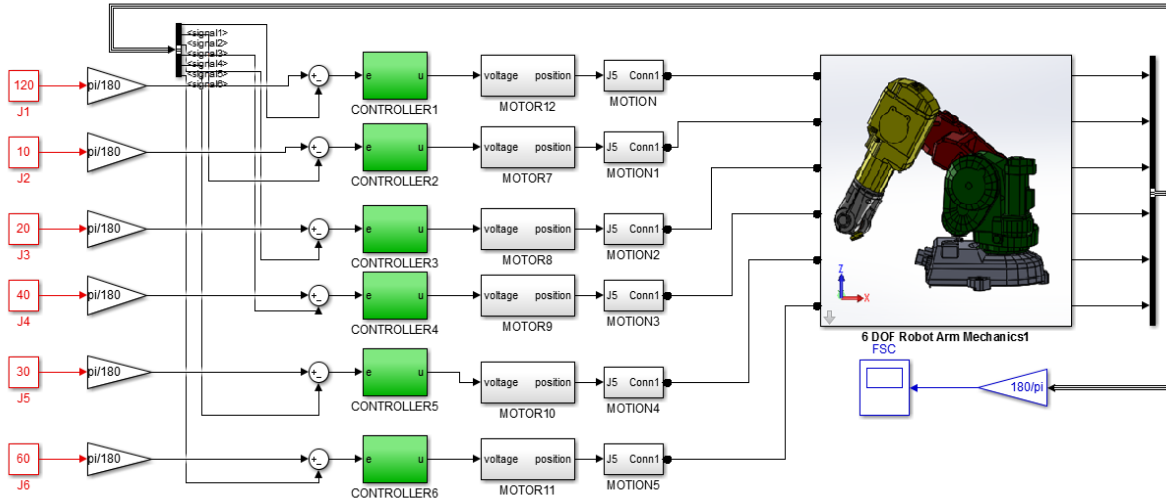 <signal1>
<signal2>
<signal3>
<signal4>
<signal5>
<signal6>
120
J1
pi/180
+
-
e u
CONTROLLER1
voltage position
MOTOR12
J5 Conn1
MOTION
10
J2
pi/180
+
-
e u
CONTROLLER2
voltage position
MOTOR7
J5 Conn1
MOTION1
20
J3
pi/180
+
-
e u
CONTROLLER3
voltage position
MOTOR8
J5 Conn1
MOTION2
40
J4
pi/180
+
-
e u
CONTROLLER4
voltage position
MOTOR9
J5 Conn1
MOTION3
30
J5
pi/180
+
-
e u
CONTROLLER5
voltage position
MOTOR10
J5 Conn1
MOTION4
60
J6
pi/180
+
-
e u
CONTROLLER6
voltage position
MOTOR11
J5 Conn1
MOTION5
Z
X
6 DOF Robot Arm Mechanics1
FSC
180/pi